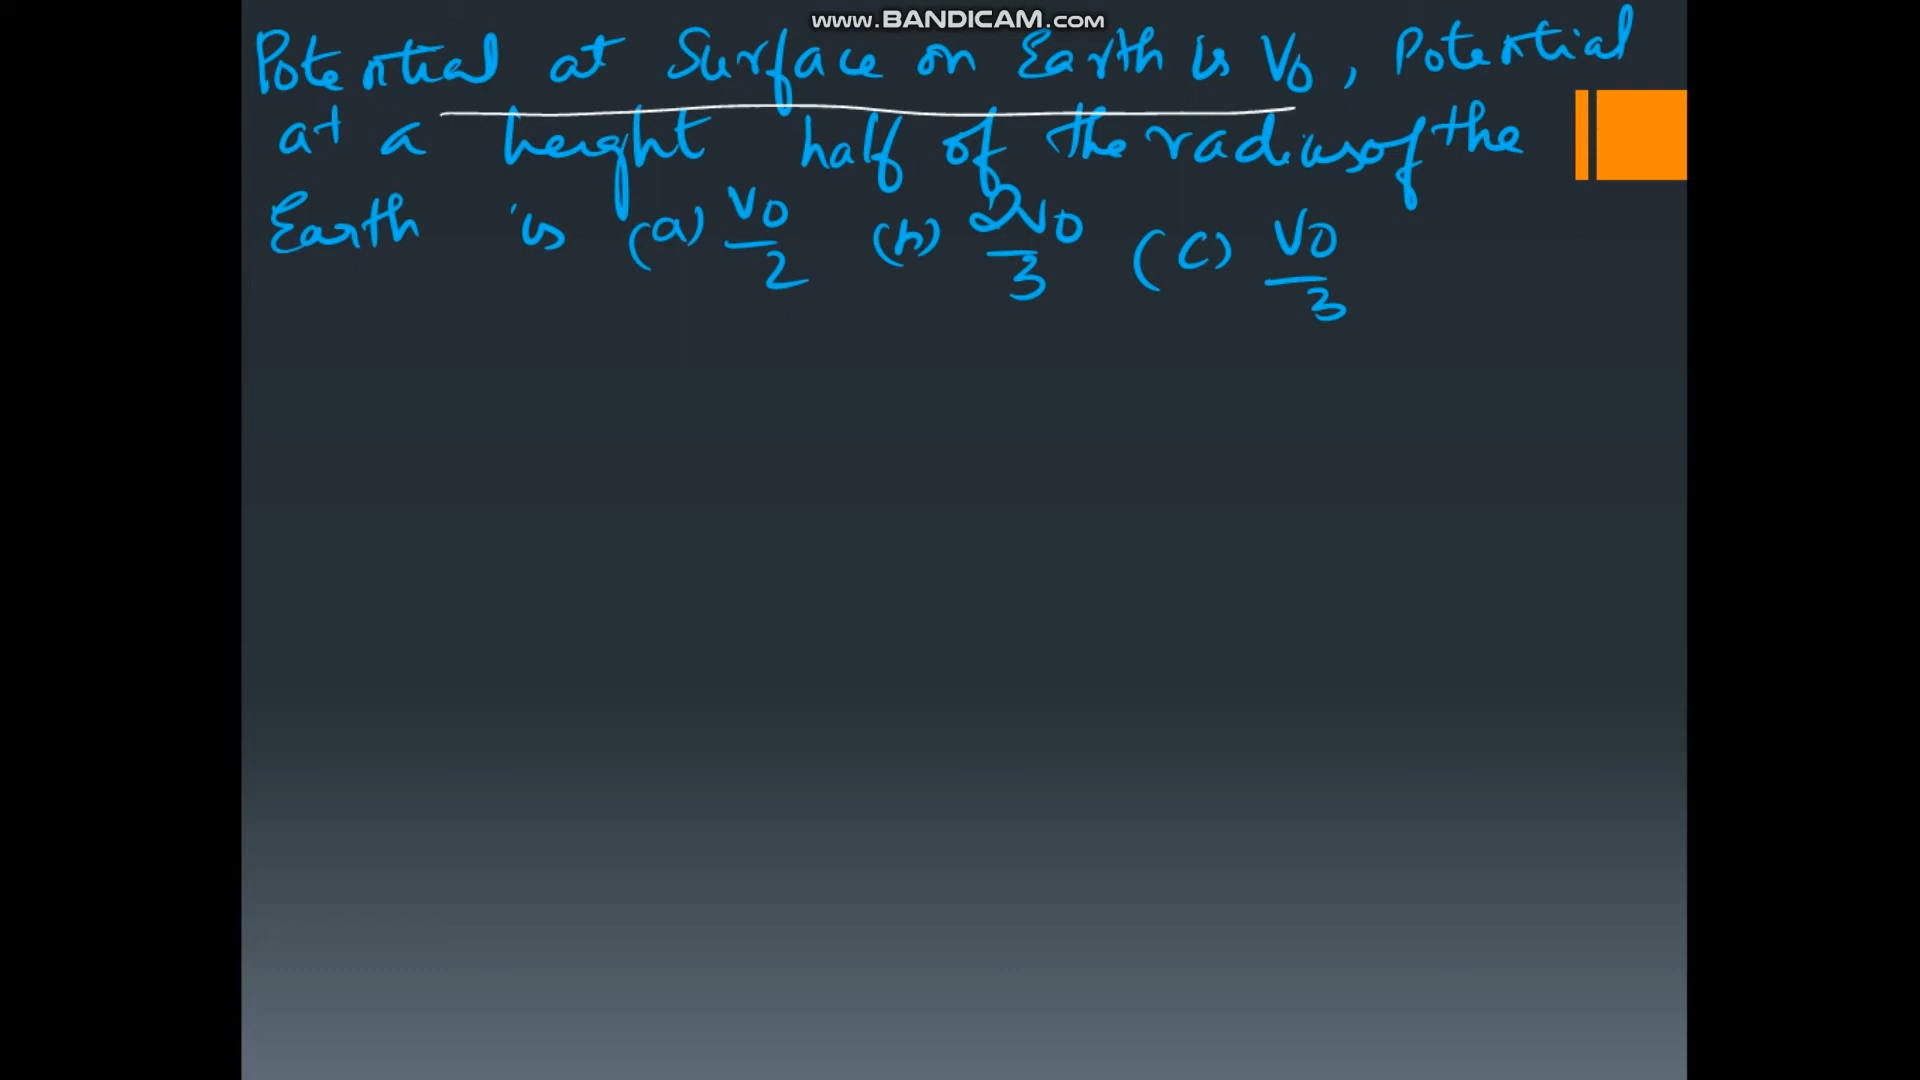 www.BANDICAM.com
Potential at Surface on Earth is V0, Potential
at a height half of the radius of the
Earth is (a) V0/2 (b) 2V0/3 (c) V0/3